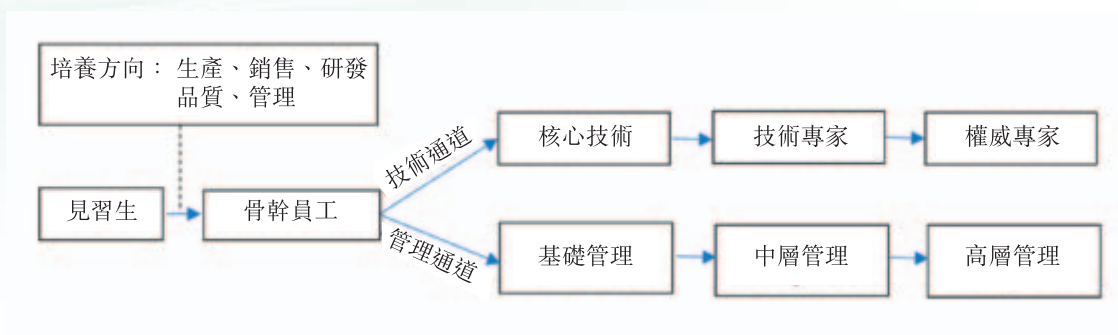 培養方向： 生產、銷售、研發
品質、管理
見習生
骨幹員工
技術通道
核心技術
技術專家
權威專家
管理通道
基礎管理
中層管理
高層管理